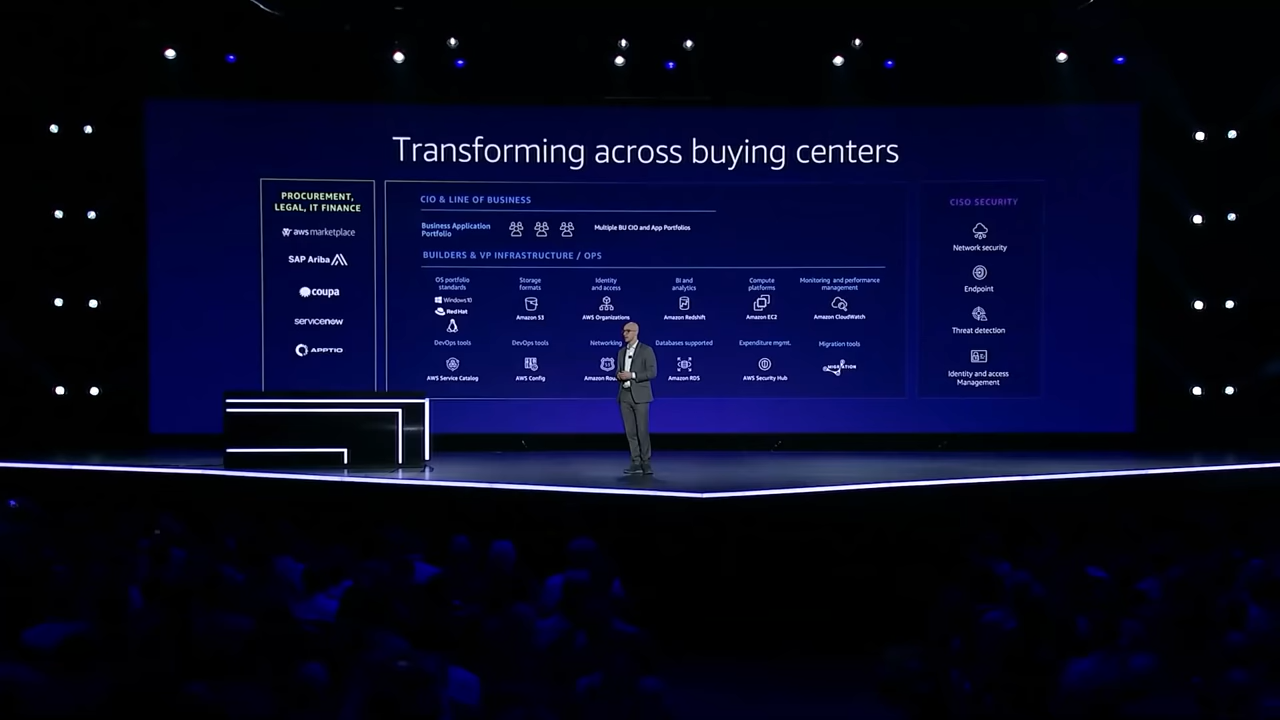 Transforming across buying centers
PROCUREMENT,
LEGAL, IT FINANCE
aws marketplace
SAP Ariba
coupa
servicenow
APPTIO
CIO & LINE OF BUSINESS
Business Application
Portfolio
Multiple BU CIO and App Portfolios
BUILDERS & VP INFRASTRUCTURE / OPS
OS portfolio
standards
Windows 10
Red Hat
Storage
formats
Amazon S3
Identity
and access
AWS Organizations
BI and
analytics
Amazon Redshift
Compute
platforms
Amazon EC2
Monitoring and performance
management
Amazon CloudWatch
DevOps tools
AWS Service Catalog
DevOps tools
AWS Config
Networking
Amazon
Databases supported
Amazon RDS
Expenditure mgmt.
AWS Security Hub
Migration tools
MIGRATION
CISO SECURITY
Network security
Endpoint
Threat detection
Identity and access
Management